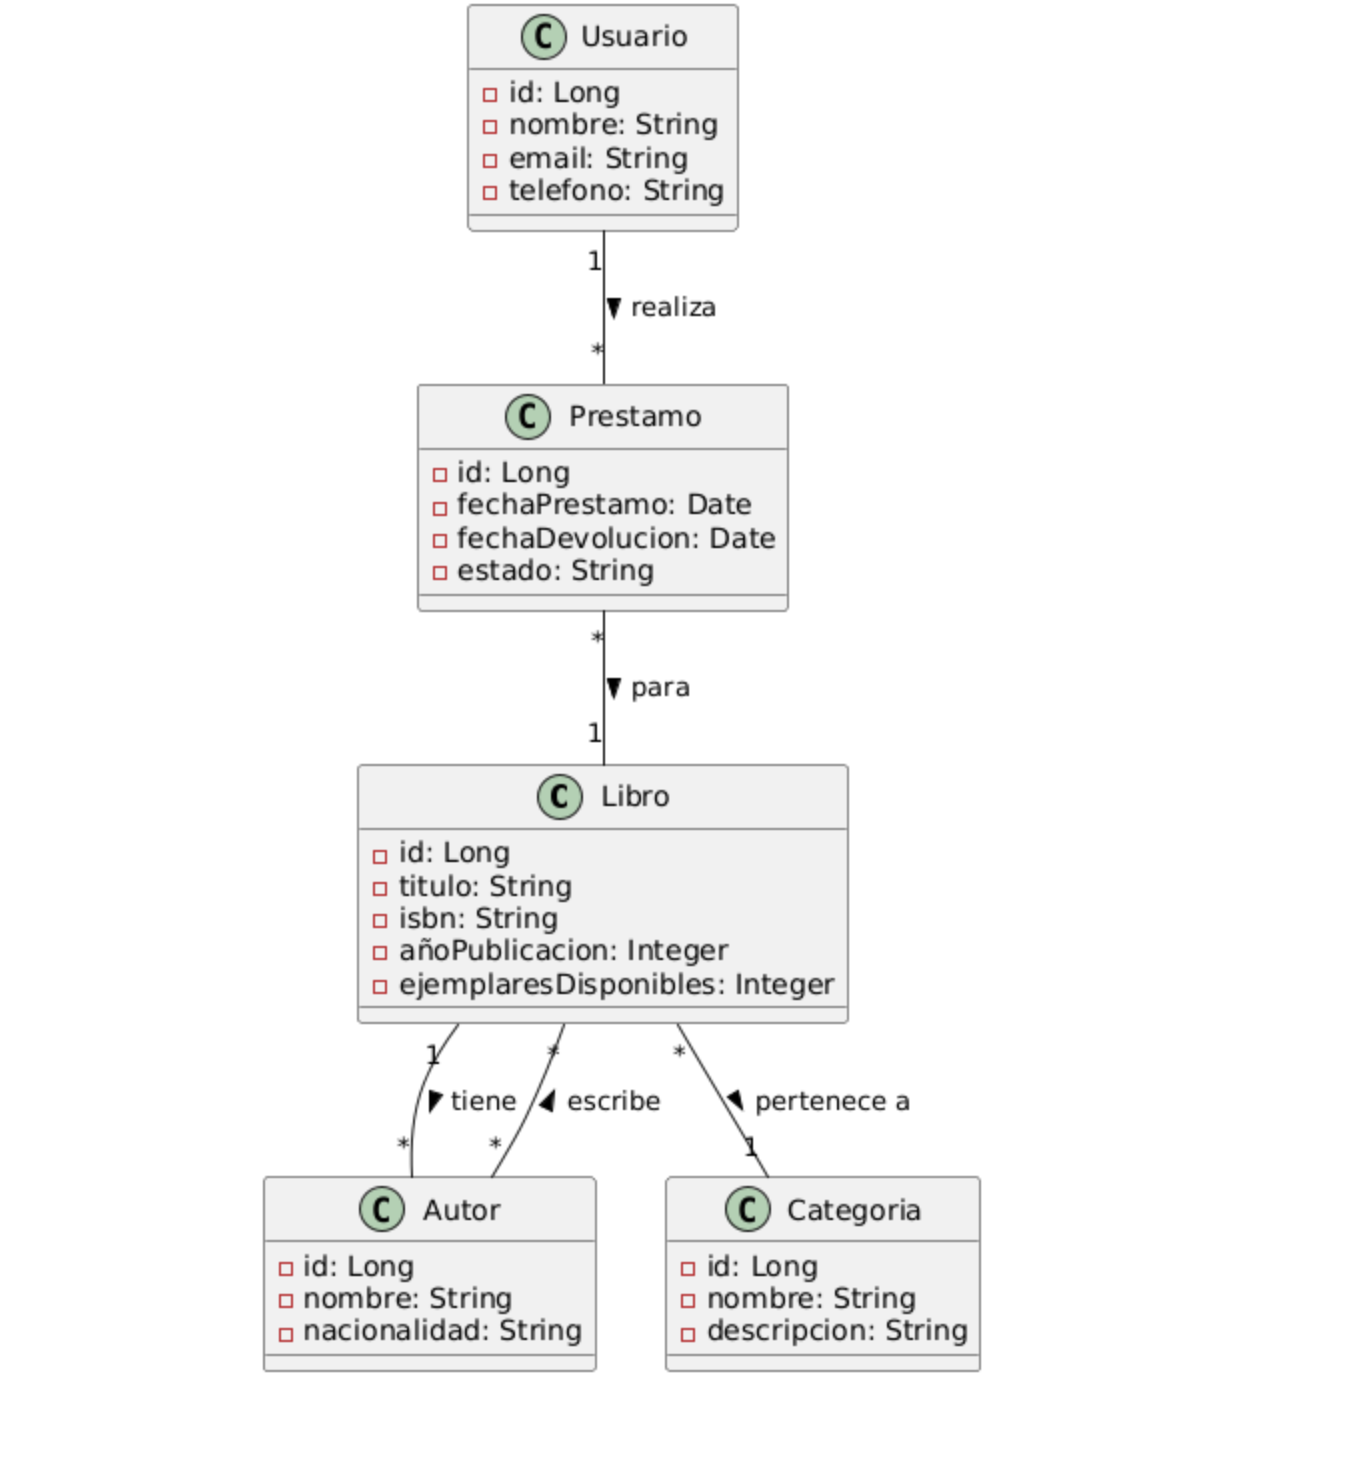 C Usuario
id: Long
nombre: String
email: String
telefono: String
1
realiza
*
C Prestamo
id: Long
fechaPrestamo: Date
fechaDevolucion: Date
estado: String
*
para
1
C Libro
id: Long
titulo: String
isbn: String
añoPublicacion: Integer
ejemplaresDisponibles: Integer
1 * *
tiene escribe pertenece a
* * 1
C Autor
id: Long
nombre: String
nacionalidad: String
C Categoria
id: Long
nombre: String
descripcion: String